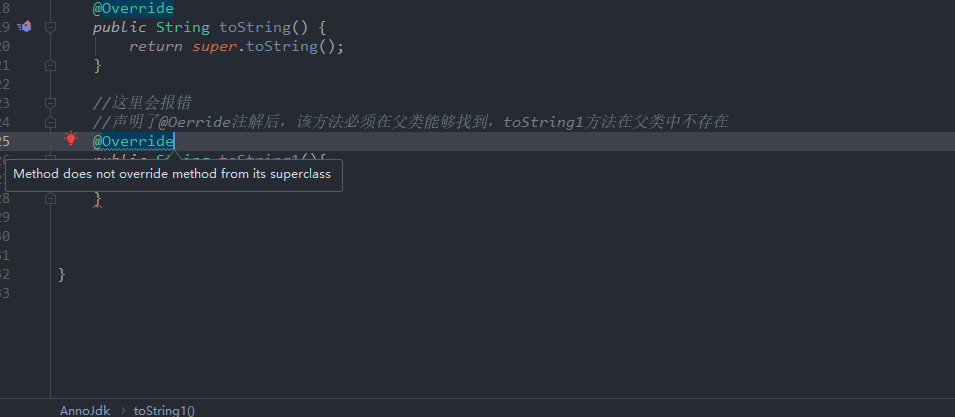 18 @Override
19 public String toString() {
20 return super.toString();
21 }
22
23 //这里会报错
24 //声明了@Oerride注解后，该方法必须在父类能够找到，toString1方法在父类中不存在
25 @Override
public String toString1(){
Method does not override method from its superclass
28 }
29
30
31
32 }
33
AnnoJdk > toString1()